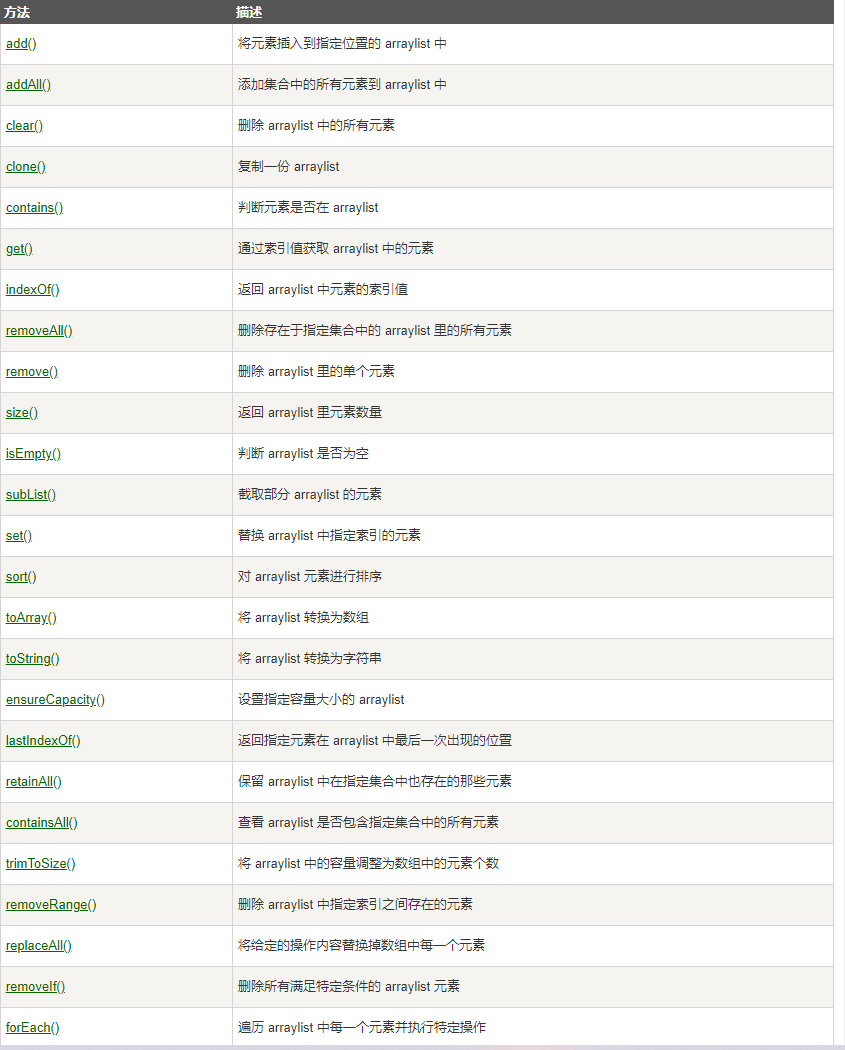 方法 描述
add() 将元素插入到指定位置的 arraylist 中
addAll() 添加集合中的所有元素到 arraylist 中
clear() 删除 arraylist 中的所有元素
clone() 复制一份 arraylist
contains() 判断元素是否在 arraylist
get() 通过索引值获取 arraylist 中的元素
indexOf() 返回 arraylist 中元素的索引值
removeAll() 删除存在于指定集合中的 arraylist 里的所有元素
remove() 删除 arraylist 里的单个元素
size() 返回 arraylist 里元素数量
isEmpty() 判断 arraylist 是否为空
subList() 截取部分 arraylist 的元素
set() 替换 arraylist 中指定索引的元素
sort() 对 arraylist 元素进行排序
toArray() 将 arraylist 转换为数组
toString() 将 arraylist 转换为字符串
ensureCapacity() 设置指定容量大小的 arraylist
lastIndexOf() 返回指定元素在 arraylist 中最后一次出现的位置
retainAll() 保留 arraylist 中在指定集合中也存在的那些元素
containsAll() 查看 arraylist 是否包含指定集合中的所有元素
trimToSize() 将 arraylist 中的容量调整为数组中的元素个数
removeRange() 删除 arraylist 中指定索引之间存在的元素
replaceAll() 将给定的操作内容替换掉数组中每一个元素
removeIf() 删除所有满足特定条件的 arraylist 元素
forEach() 遍历 arraylist 中每一个元素并执行特定操作